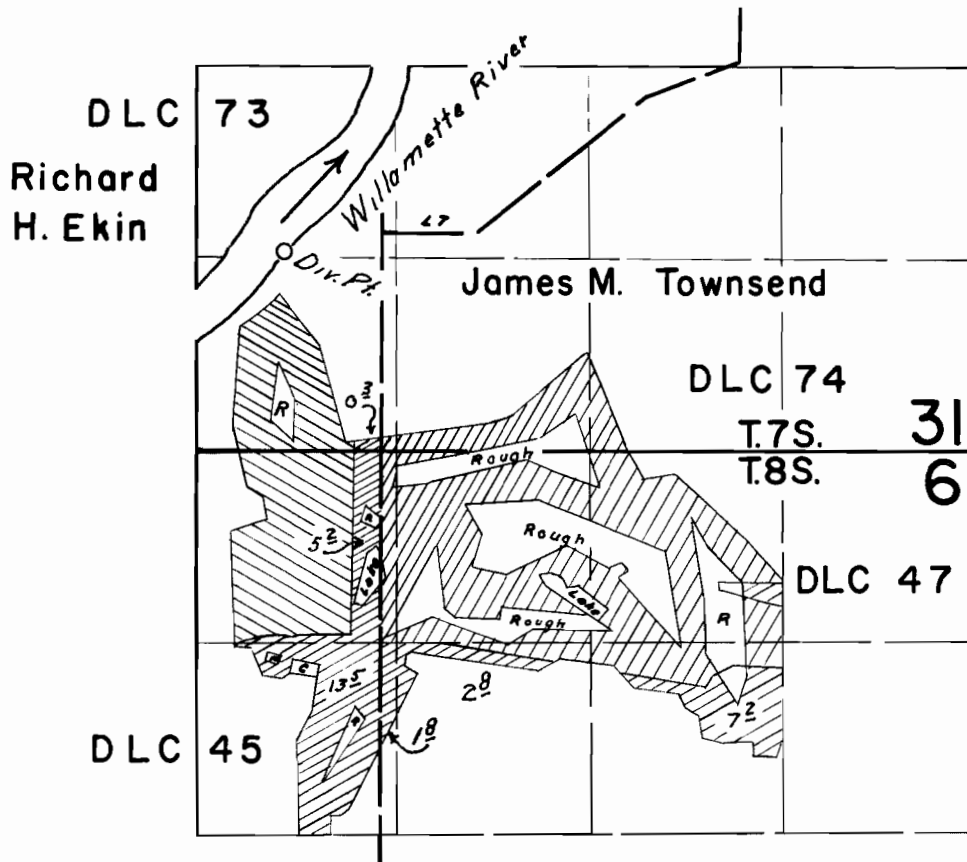 DLC 73
Richard
H. Ekin
Willamette River
Div. Pt.
James M. Townsend
DLC 74
T.7S. 31
T.8S. 6
R
0 3
Rough
R
Rough
5 2
Lake
Lake
DLC 47
Rough
R
13 5
2 8
7 2
R
DLC 45
1 8